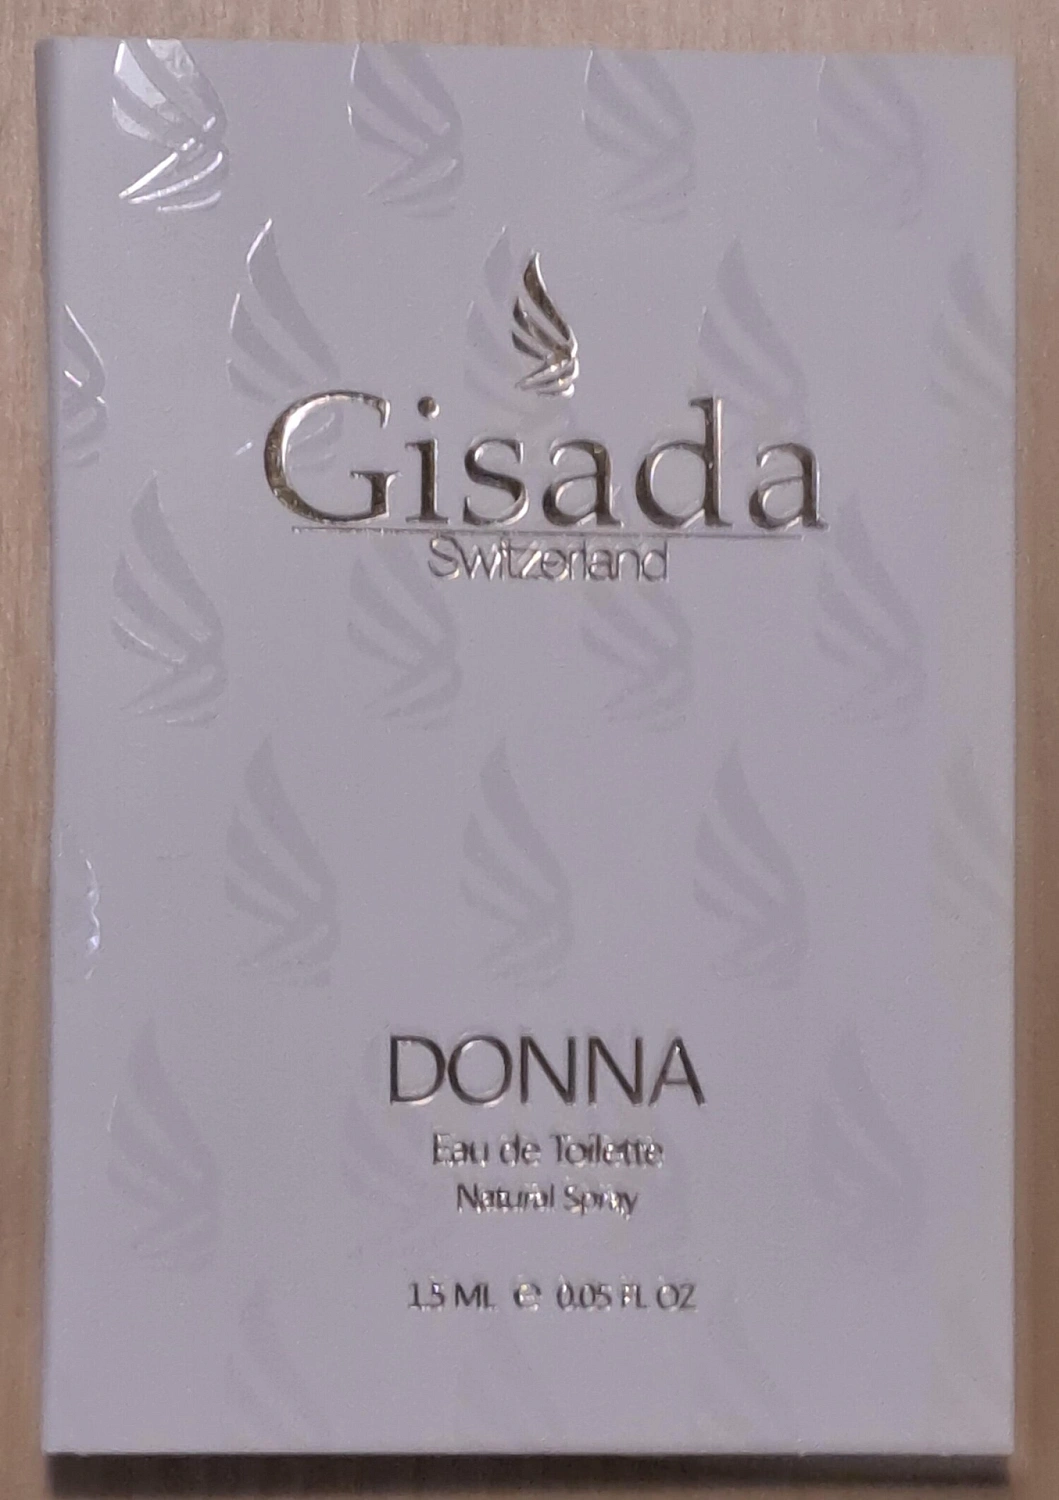 Gisada
Switzerland
DONNA
Eau de Toilette
Natural Spray
1.5 ML e 0.05 FL OZ